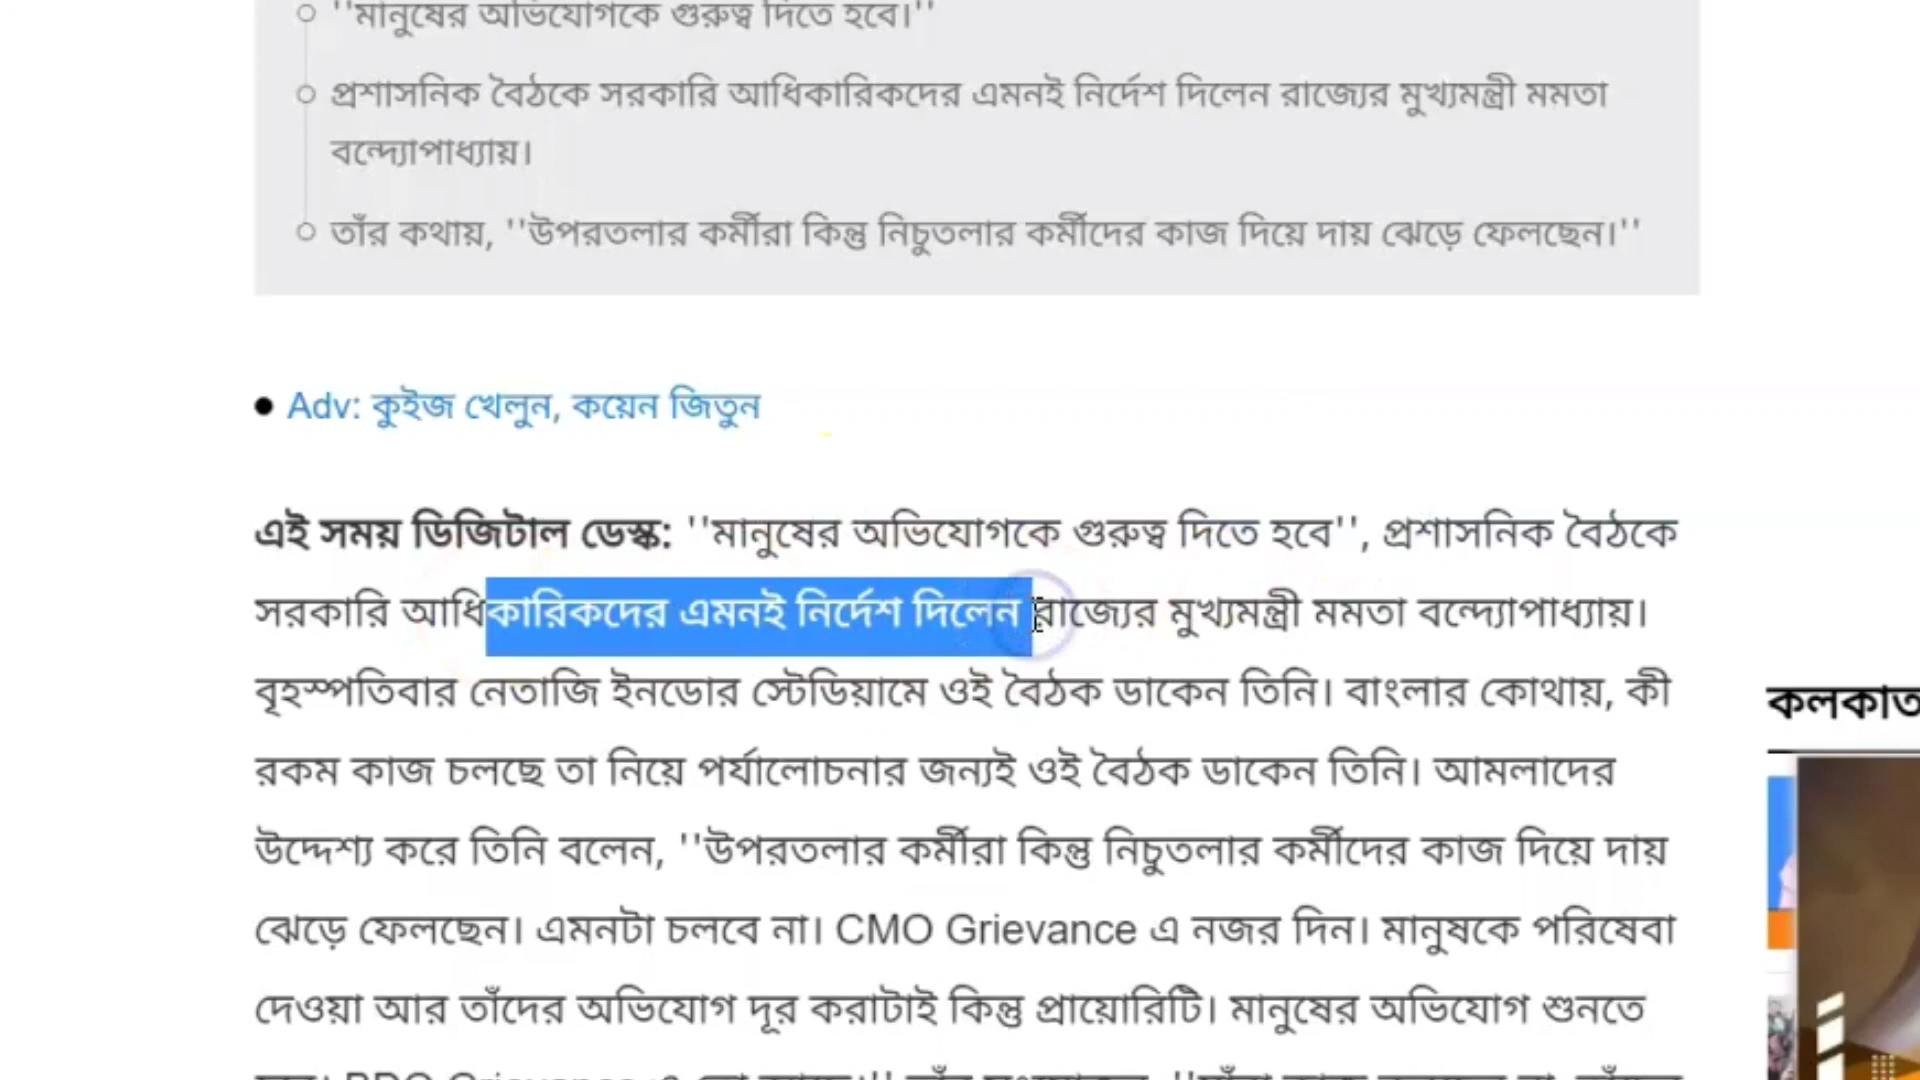 ''মানুষের অভিযোগকে গুরুত্ব দিতে হবে।''
প্রশাসনিক বৈঠকে সরকারি আধিকারিকদের এমনই নির্দেশ দিলেন রাজ্যের মুখ্যমন্ত্রী মমতা
বন্দ্যোপাধ্যায়।
তাঁর কথায়, ''উপরতলার কর্মীরা কিন্তু নিচুতলার কর্মীদের কাজ দিয়ে দায় ঝেড়ে ফেলছেন।''
Adv: কুইজ খেলুন, কয়েন জিতুন
এই সময় ডিজিটাল ডেস্ক: ''মানুষের অভিযোগকে গুরুত্ব দিতে হবে'', প্রশাসনিক বৈঠকে
সরকারি আধিকারিকদের এমনই নির্দেশ দিলেন রাজ্যের মুখ্যমন্ত্রী মমতা বন্দ্যোপাধ্যায়।
বৃহস্পতিবার নেতাজি ইনডোর স্টেডিয়ামে ওই বৈঠক ডাকেন তিনি। বাংলার কোথায়, কী
রকম কাজ চলছে তা নিয়ে পর্যালোচনার জন্যই ওই বৈঠক ডাকেন তিনি। আমলাদের
উদ্দেশ্য করে তিনি বলেন, ''উপরতলার কর্মীরা কিন্তু নিচুতলার কর্মীদের কাজ দিয়ে দায়
ঝেড়ে ফেলছেন। এমনটা চলবে না। CMO Grievance এ নজর দিন। মানুষকে পরিষেবা
দেওয়া আর তাঁদের অভিযোগ দূর করাটাই কিন্তু প্রায়োরিটি। মানুষের অভিযোগ শুনতে
কলকাত